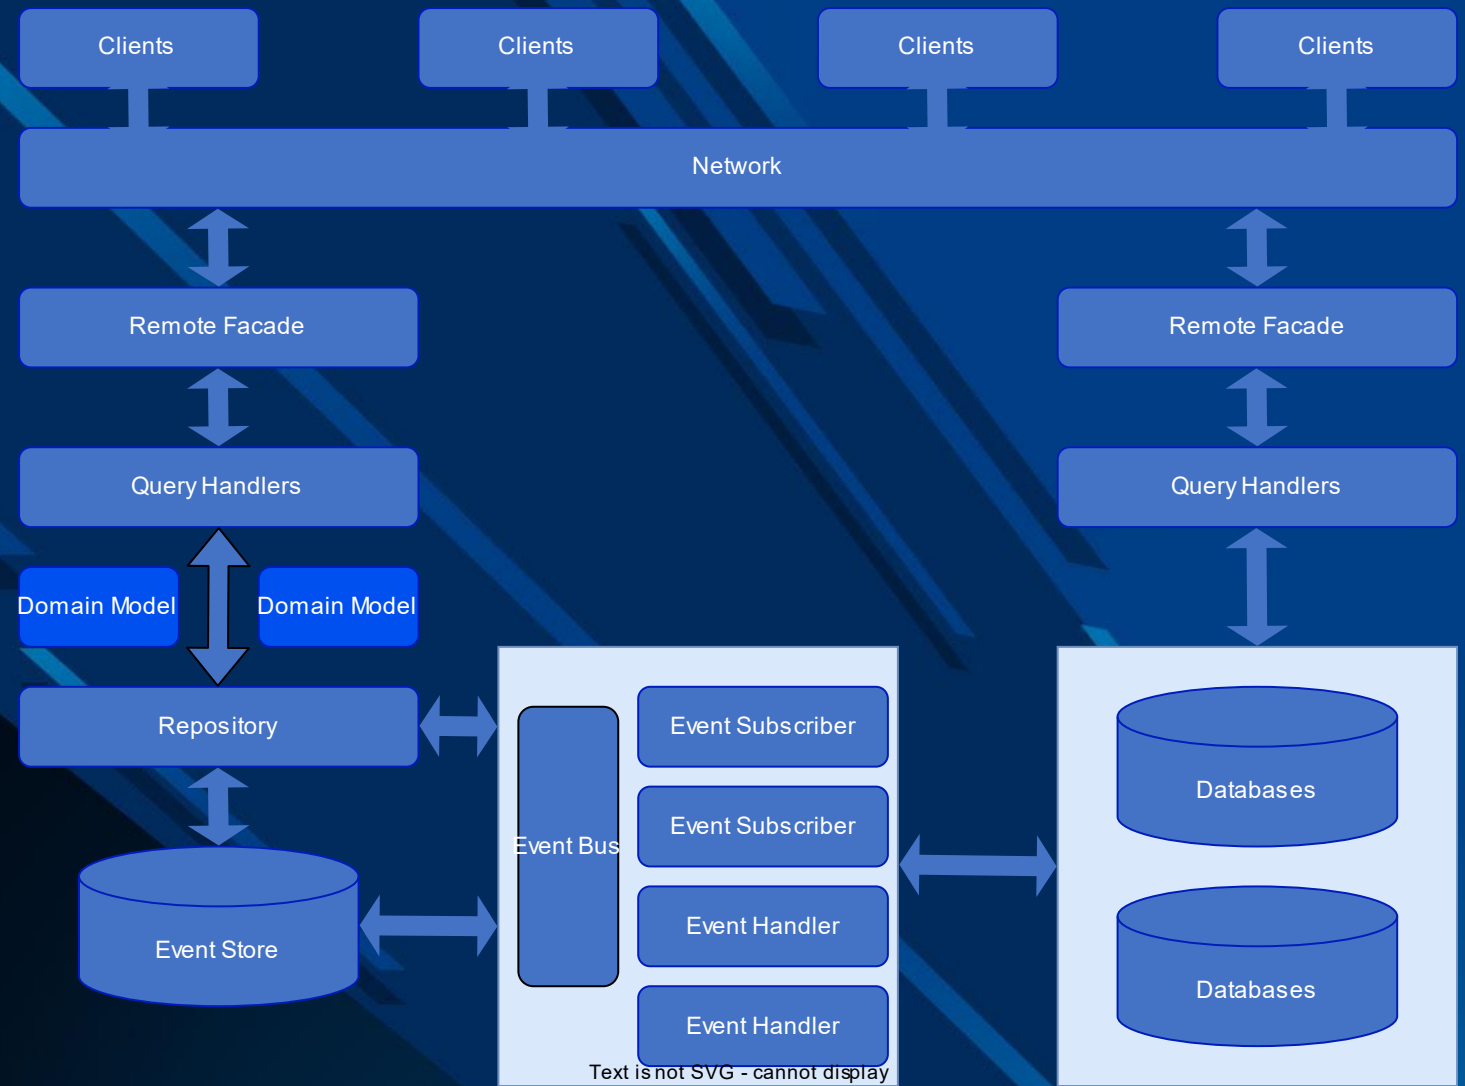 Clients
Clients
Clients
Clients
Network
Remote Facade
Remote Facade
Query Handlers
Query Handlers
Domain Model
Domain Model
Repository
Event Subscriber
Databases
Event Subscriber
Event Bus
Event Handler
Event Store
Databases
Event Handler
Text is not SVG - cannot display